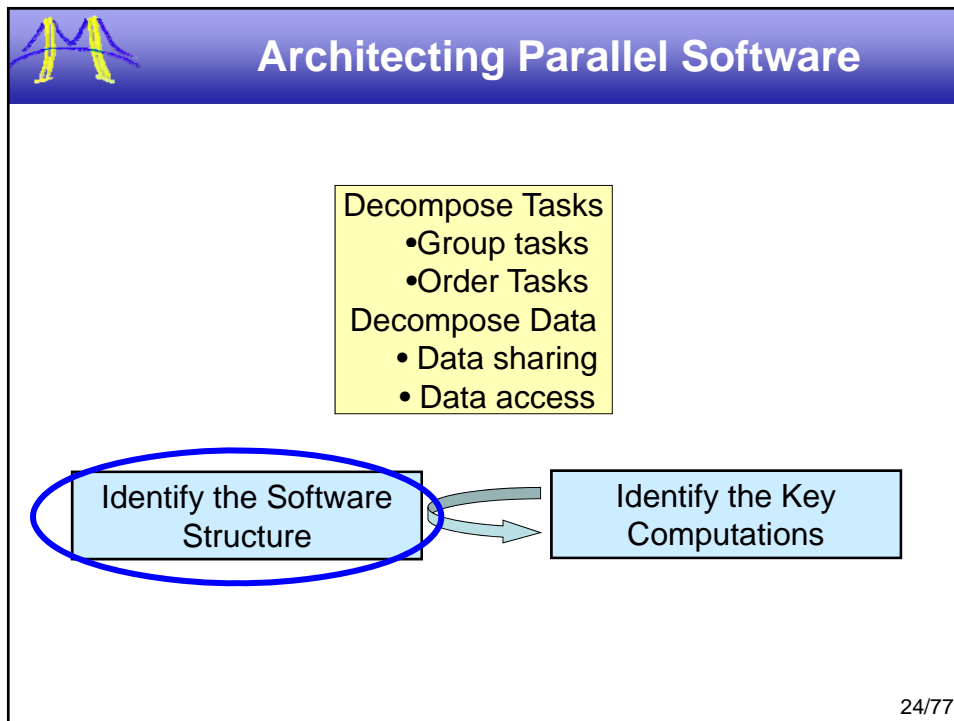 Architecting Parallel Software
Decompose Tasks
•Group tasks
•Order Tasks
Decompose Data
• Data sharing
• Data access
Identify the Software
Structure
Identify the Key
Computations
24/77